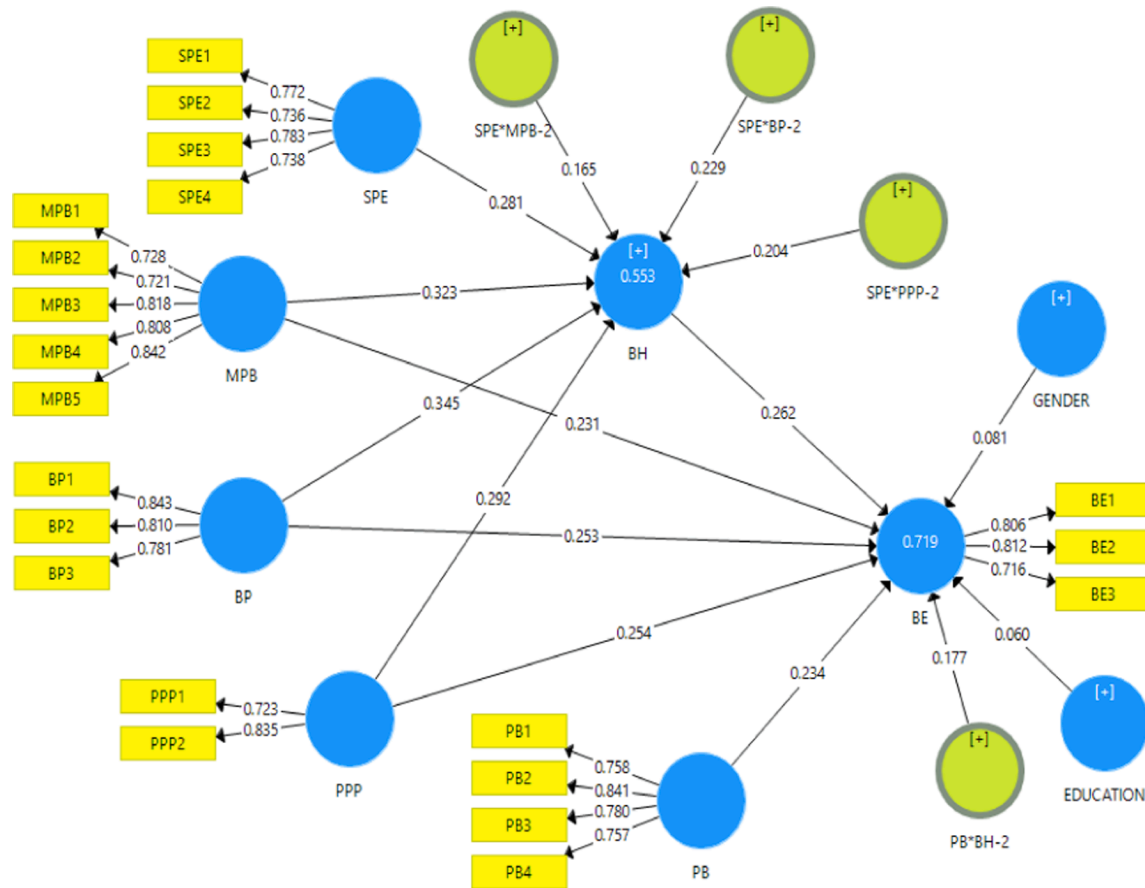 [+]
[+]
SPE1
0.772
SPE2
0.736
SPE3
0.783
SPE4
0.738
SPE
SPE*MPB-2
SPE*BP-2
0.165
0.229
0.281
[+]
SPE*PPP-2
0.204
MPB1
0.728
MPB2
0.721
MPB3
0.818
MPB4
0.808
MPB5
0.842
MPB
0.323
[+]
0.553
BH
[+]
GENDER
0.345
0.231
0.262
0.081
BP1
0.843
BP2
0.810
BP3
0.781
BP
0.292
0.253
0.719
BE
0.806
BE1
0.812
BE2
0.716
BE3
0.254
0.234
0.177
0.060
PPP1
0.723
PPP2
0.835
PPP
PB1
0.758
PB2
0.841
PB3
0.780
PB4
0.757
PB
[+]
PB*BH-2
[+]
EDUCATION